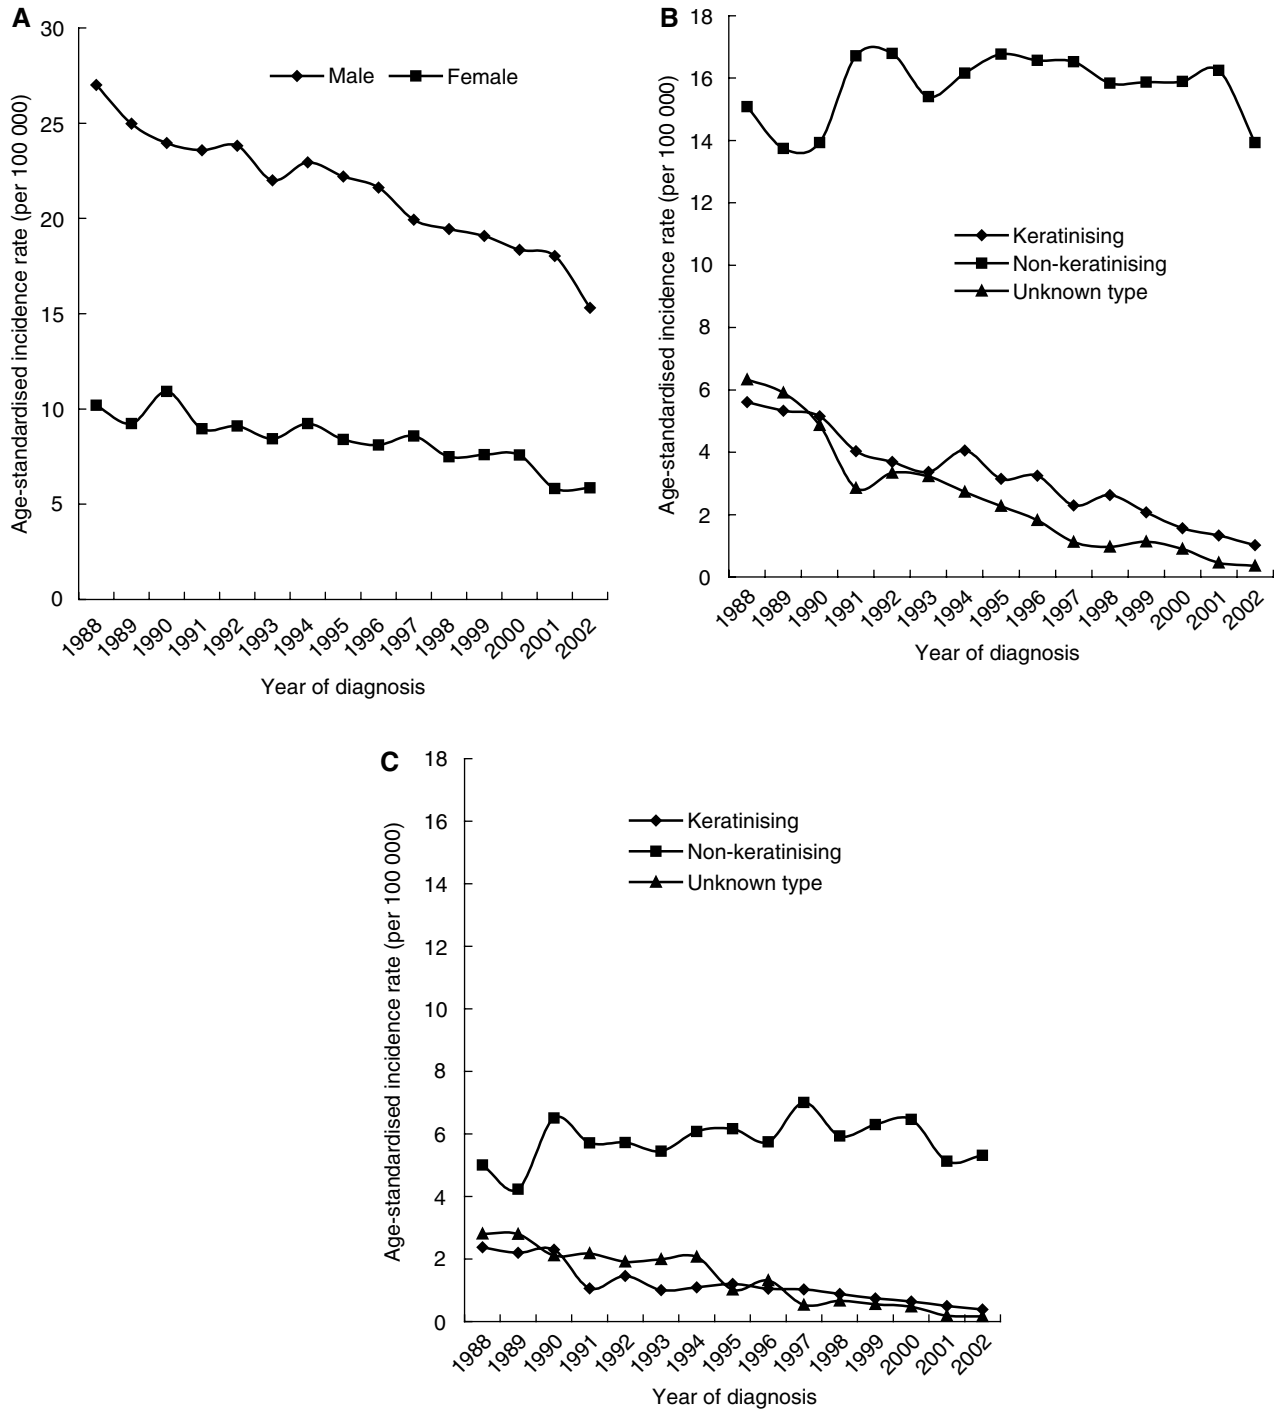 A
30
25
20
15
10
5
0
Age-standardised incidence rate (per 100 000)
Male Female
1988 1989 1990 1991 1992 1993 1994 1995 1996 1997 1998 1999 2000 2001 2002
Year of diagnosis
B
18
16
14
12
10
8
6
4
2
0
Age-standardised incidence rate (per 100 000)
Keratinising
Non-keratinising
Unknown type
1988 1989 1990 1991 1992 1993 1994 1995 1996 1997 1998 1999 2000 2001 2002
Year of diagnosis
C
18
16
14
12
10
8
6
4
2
0
Age-standardised incidence rate (per 100 000)
Keratinising
Non-keratinising
Unknown type
1988 1989 1990 1991 1992 1993 1994 1995 1996 1997 1998 1999 2000 2001 2002
Year of diagnosis